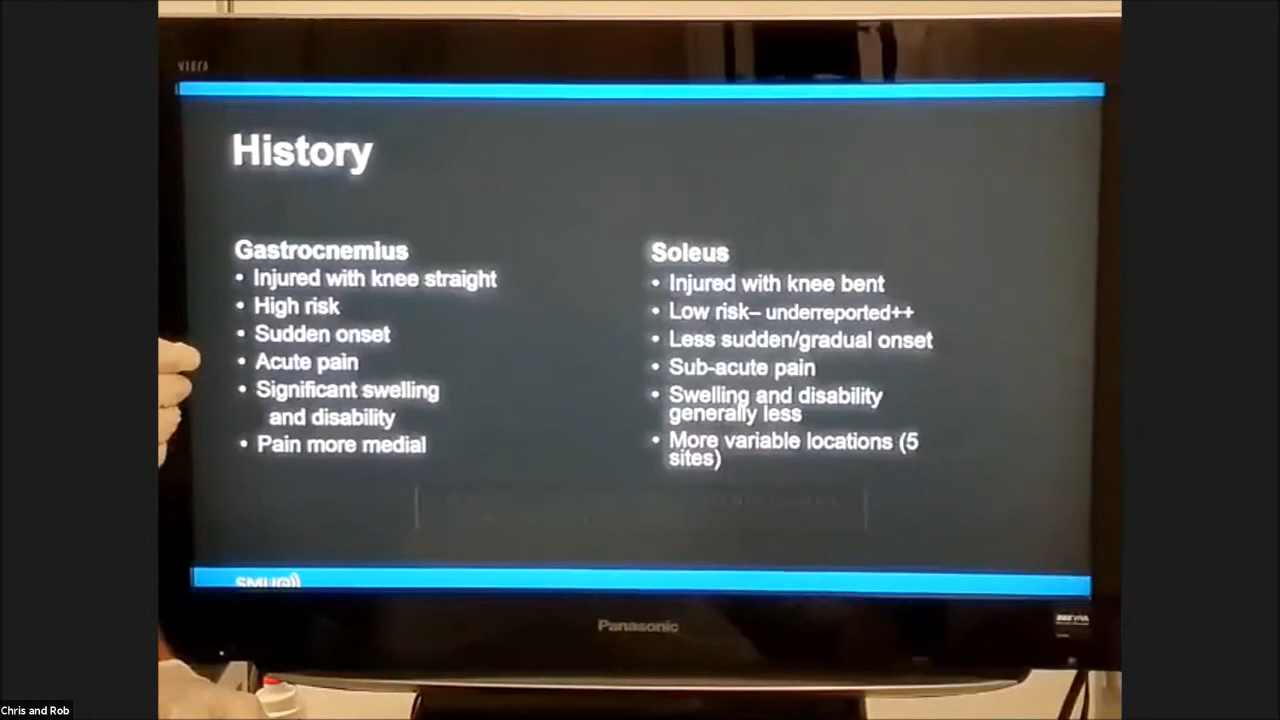 VIERA
History
Gastrocnemius
• Injured with knee straight
• High risk
• Sudden onset
• Acute pain
• Significant swelling
and disability
• Pain more medial
Soleus
• Injured with knee bent
• Low risk– underreported++
• Less sudden/gradual onset
• Sub-acute pain
• Swelling and disability
generally less
• More variable locations (5
sites)
SMUG
Panasonic
Chris and Rob